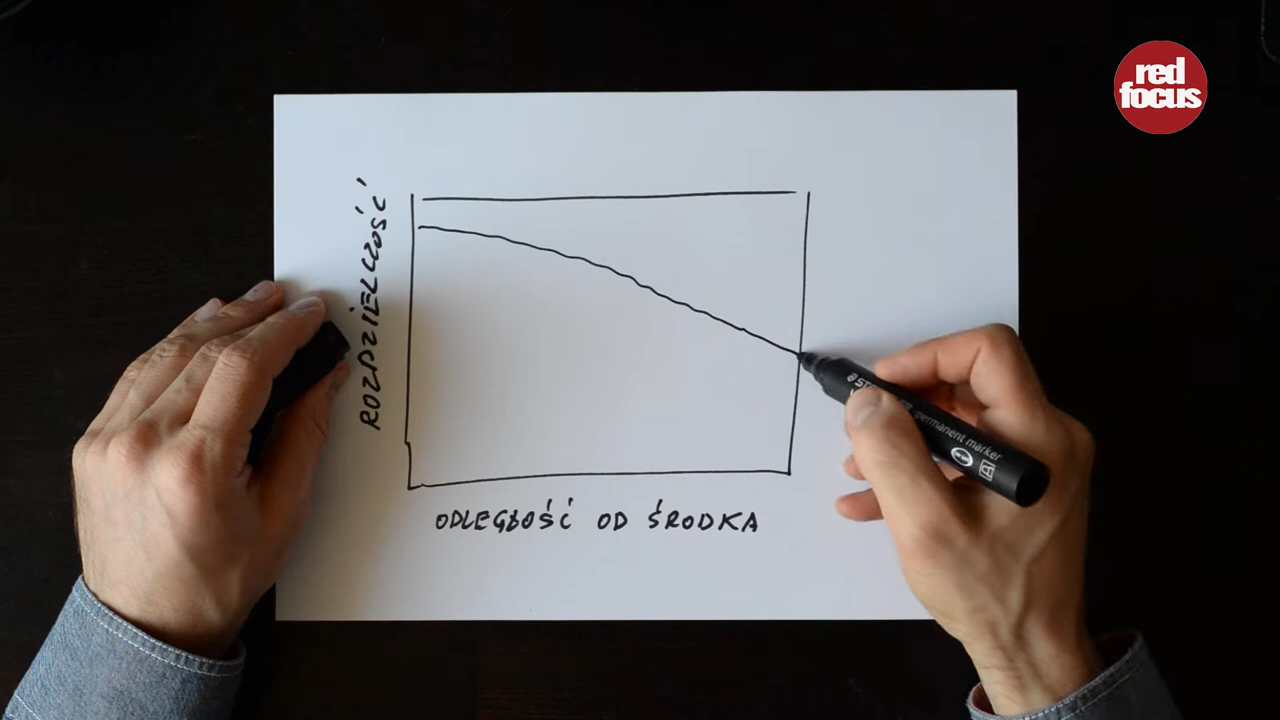 red
focus
ROZDZIELCZOŚĆ
permanent marker
ODLEGŁOŚĆ OD ŚRODKA